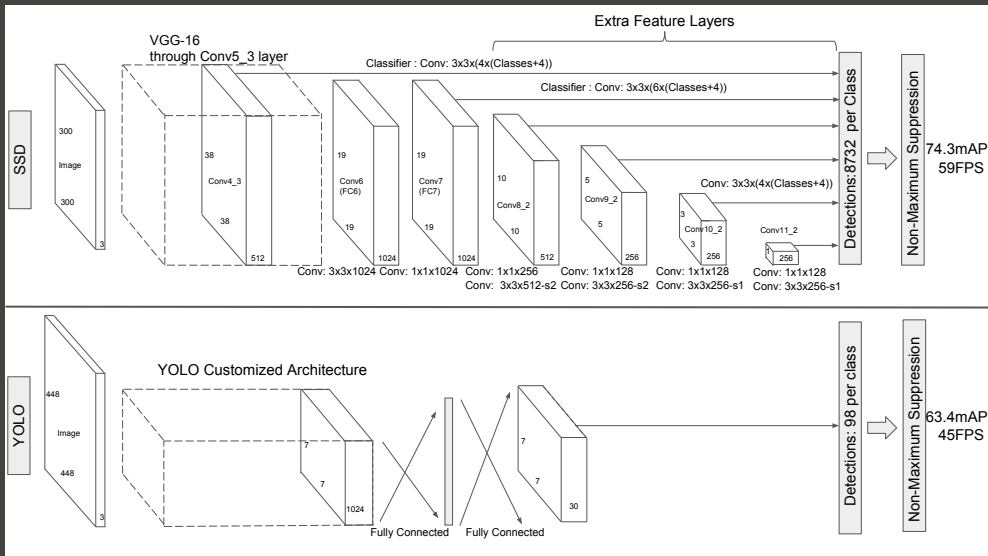 Extra Feature Layers
VGG-16
through Conv5_3 layer
Classifier : Conv: 3x3x(4x(Classes+4))
Classifier : Conv: 3x3x(6x(Classes+4))
SSD
300
Image
300
3
38
Conv4_3
38
512
19
Conv6
(FC6)
19
1024
19
Conv7
(FC7)
19
1024
10
Conv8_2
10
512
5
Conv9_2
5
256
Conv: 3x3x(4x(Classes+4))
3
Conv10_2
3
256
Conv11_2
1
256
Conv: 3x3x1024
Conv: 1x1x1024
Conv: 1x1x256
Conv: 3x3x512-s2
Conv: 1x1x128
Conv: 3x3x256-s2
Conv: 1x1x128
Conv: 3x3x256-s1
Conv: 1x1x128
Conv: 3x3x256-s1
Detections:8732 per Class
Non-Maximum Suppression
74.3mAP
59FPS
YOLO
448
Image
448
3
YOLO Customized Architecture
7
7
1024
Fully Connected
Fully Connected
7
7
30
Detections: 98 per class
Non-Maximum Suppression
63.4mAP
45FPS